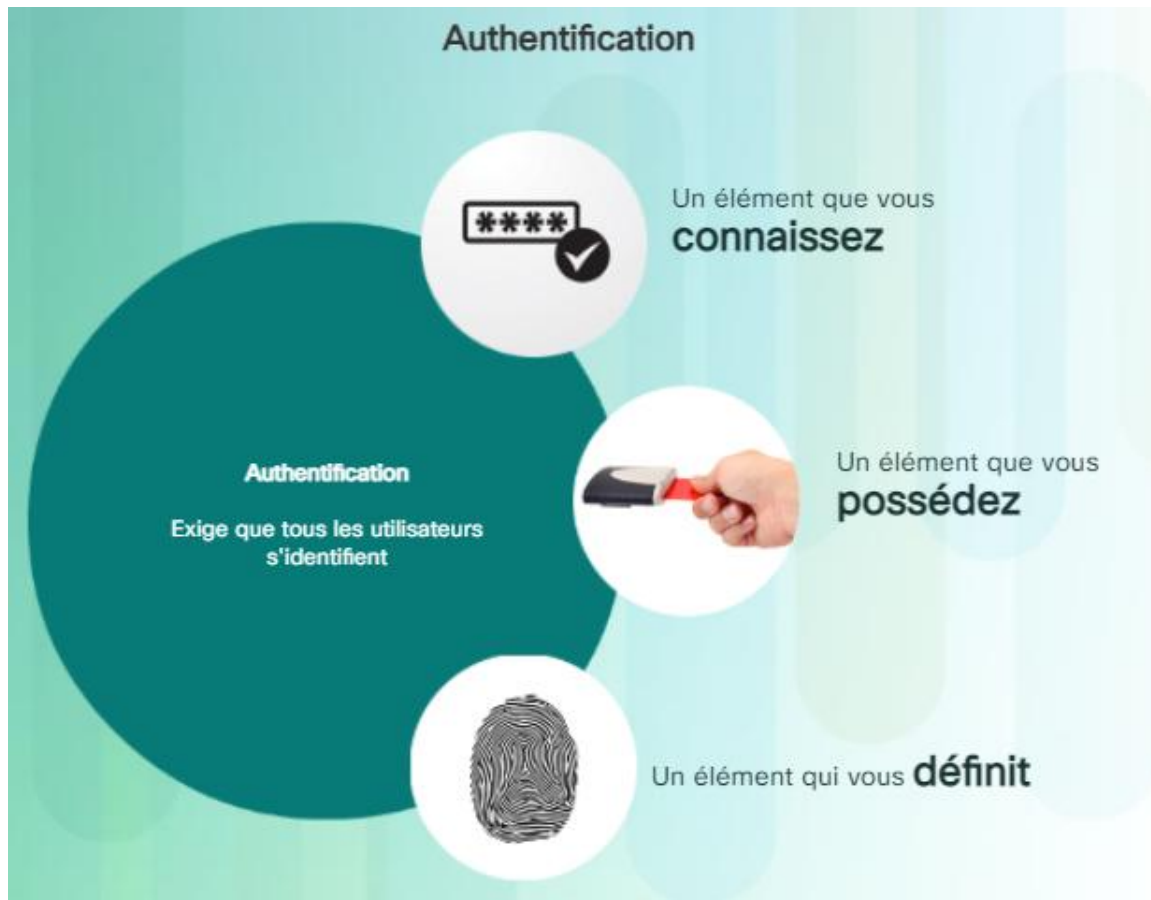 Authentification
****
Un élément que vous
connaissez
Un élément que vous
possédez
Authentification
Exige que tous les utilisateurs
s'identifient
Un élément qui vous définit